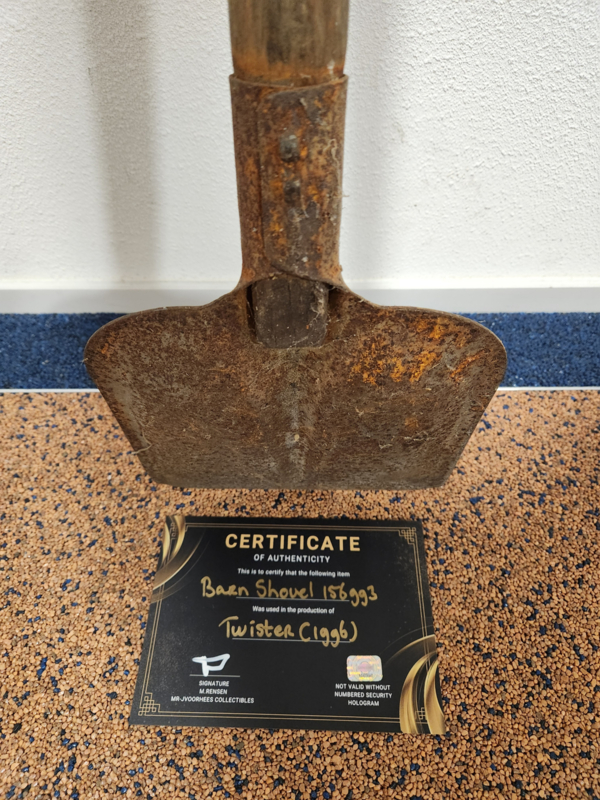 CERTIFICATE
OF AUTHENTICITY
This is to certify that the following item
Barn Shovel 156993
Was used in the production of
Twister (1996)
SIGNATURE
M.RENSEN
MR-JVOORHEES COLLECTIBLES
NOT VALID WITHOUT
NUMBERED SECURITY
HOLOGRAM